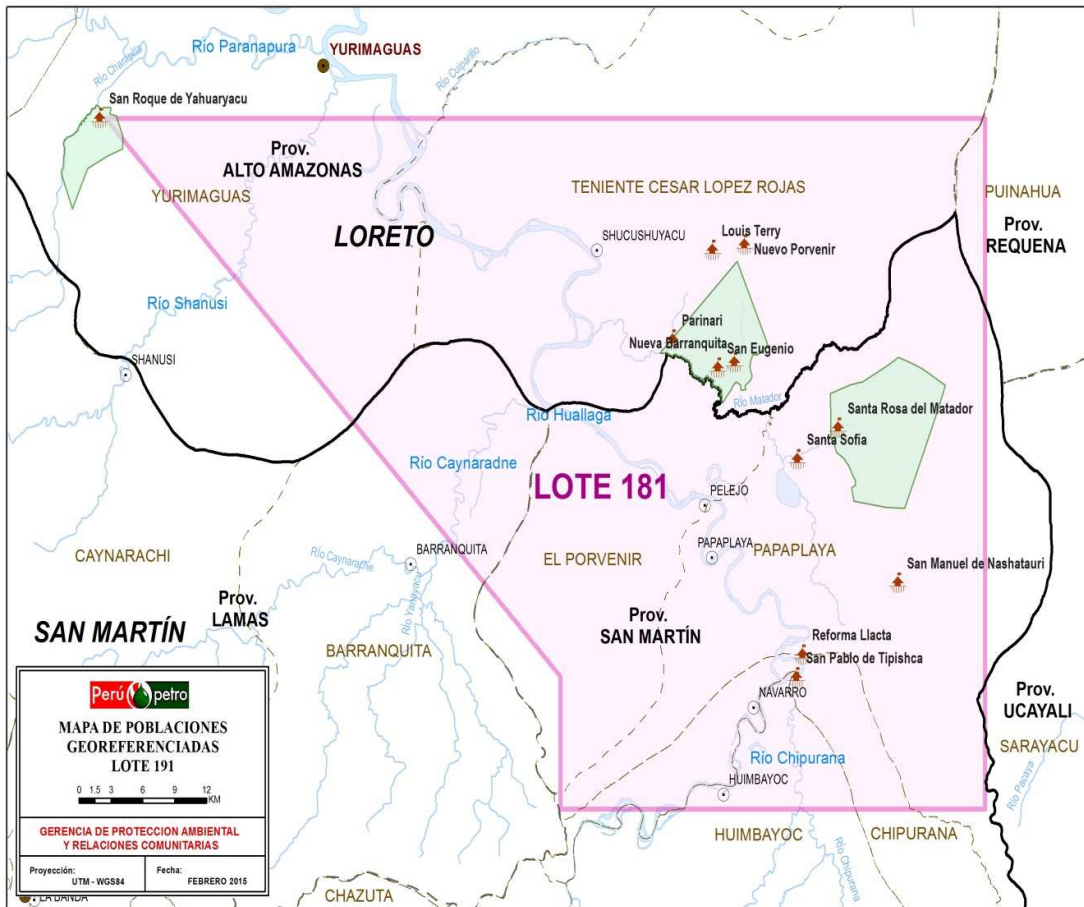 Río Paranapura
YURIMAGUAS
Río Charapilla
Río Cuiparillo
San Roque de Yahuaryacu
Prov.
ALTO AMAZONAS
YURIMAGUAS
TENIENTE CESAR LOPEZ ROJAS
PUINAHUA
Prov.
REQUENA
LORETO
SHUCUSHUYACU
Louis Terry
Nuevo Porvenir
Río Shanusi
Parinari
Nueva Barranquita
San Eugenio
SHANUSI
Río Matador
Río Huallaga
Santa Rosa del Matador
Santa Sofía
Río Caynaradne
LOTE 181
PELEJO
CAYNARACHI
Río Caynarache
BARRANQUITA
EL PORVENIR
PAPAPLAYA
PAPAPLAYA
San Manuel de Nashatauri
Prov.
LAMAS
Río Yanayacu
SAN MARTÍN
Prov.
SAN MARTÍN
BARRANQUITA
Reforma Llacta
San Pablo de Tipishca
NAVARRO
Prov.
UCAYALI
SARAYACU
Río Pacaya
Río Chipurana
HUIMBAYOC
HUIMBAYOC
CHIPURANA
Río Chipurana
CHAZUTA
LA BANDA
Perú petro
MAPA DE POBLACIONES
GEOREFERENCIADAS
LOTE 191
0 1.5 3 6 9 12
KM
GERENCIA DE PROTECCION AMBIENTAL
Y RELACIONES COMUNITARIAS
Proyección:
UTM - WGS84
Fecha:
FEBRERO 2015